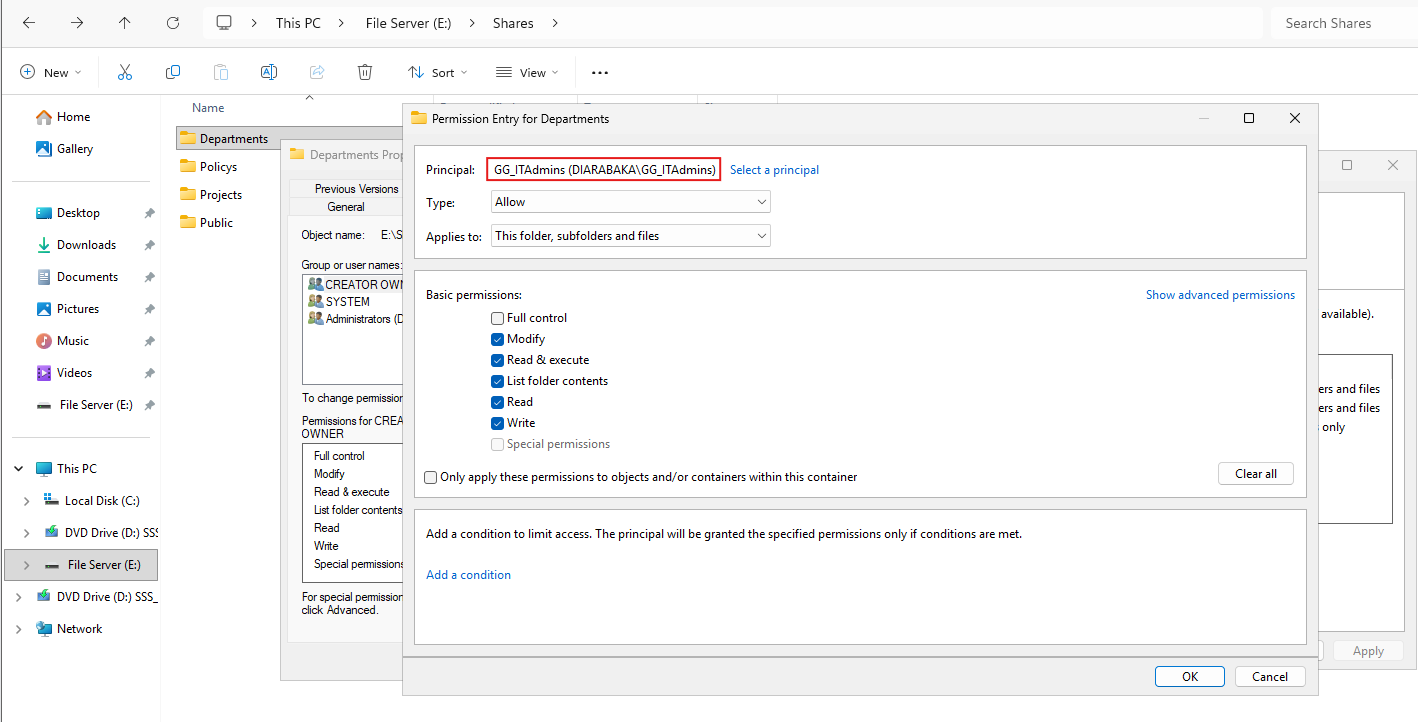 This PC > File Server (E:) > Shares >
Search Shares
New
Sort
View
...
Home
Gallery
Desktop
Downloads
Documents
Pictures
Music
Videos
File Server (E:)
This PC
Local Disk (C:)
DVD Drive (D:) SSS
File Server (E:)
DVD Drive (D:) SSS_
Network
Name
Departments
Policys
Projects
Public
Departments Prop
Previous Versions
General
Object name: E:\S
Group or user names:
CREATOR OWN
SYSTEM
Administrators (D
To change permission
Permissions for CREA
OWNER
Full control
Modify
Read & execute
List folder contents
Read
Write
Special permissions
For special permission
click Advanced.
Permission Entry for Departments
Principal: GG_ITAdmins (DIARABAKA\GG_ITAdmins) Select a principal
Type: Allow
Applies to: This folder, subfolders and files
Basic permissions:
Show advanced permissions
Full control
Modify
Read & execute
List folder contents
Read
Write
Special permissions
Only apply these permissions to objects and/or containers within this container
Clear all
Add a condition to limit access. The principal will be granted the specified permissions only if conditions are met.
Add a condition
OK
Cancel
available).
ers and files
ers and files
only
Apply